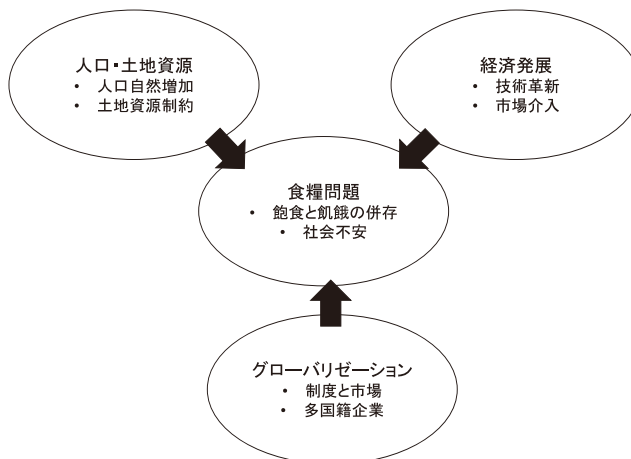 人口・土地資源
• 人口自然増加
• 土地資源制約
経済発展
• 技術革新
• 市場介入
食糧問題
• 飽食と飢餓の併存
• 社会不安
グローバリゼーション
• 制度と市場
• 多国籍企業